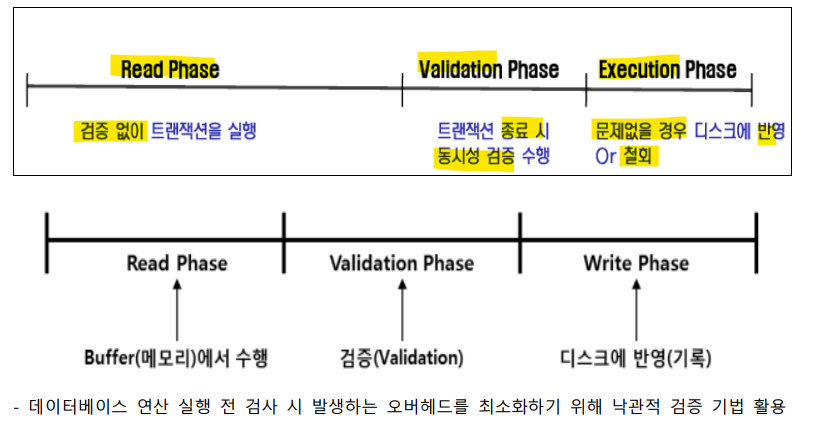 Read Phase Validation Phase Execution Phase
검증 없이 트랜잭션을 실행 트랜잭션 종료 시 문제없을 경우 디스크에 반영
동시성 검증 수행 Or 철회
Read Phase Validation Phase Write Phase
Buffer(메모리)에서 수행 검증(Validation) 디스크에 반영(기록)
- 데이터베이스 연산 실행 전 검사 시 발생하는 오버헤드를 최소화하기 위해 낙관적 검증 기법 활용